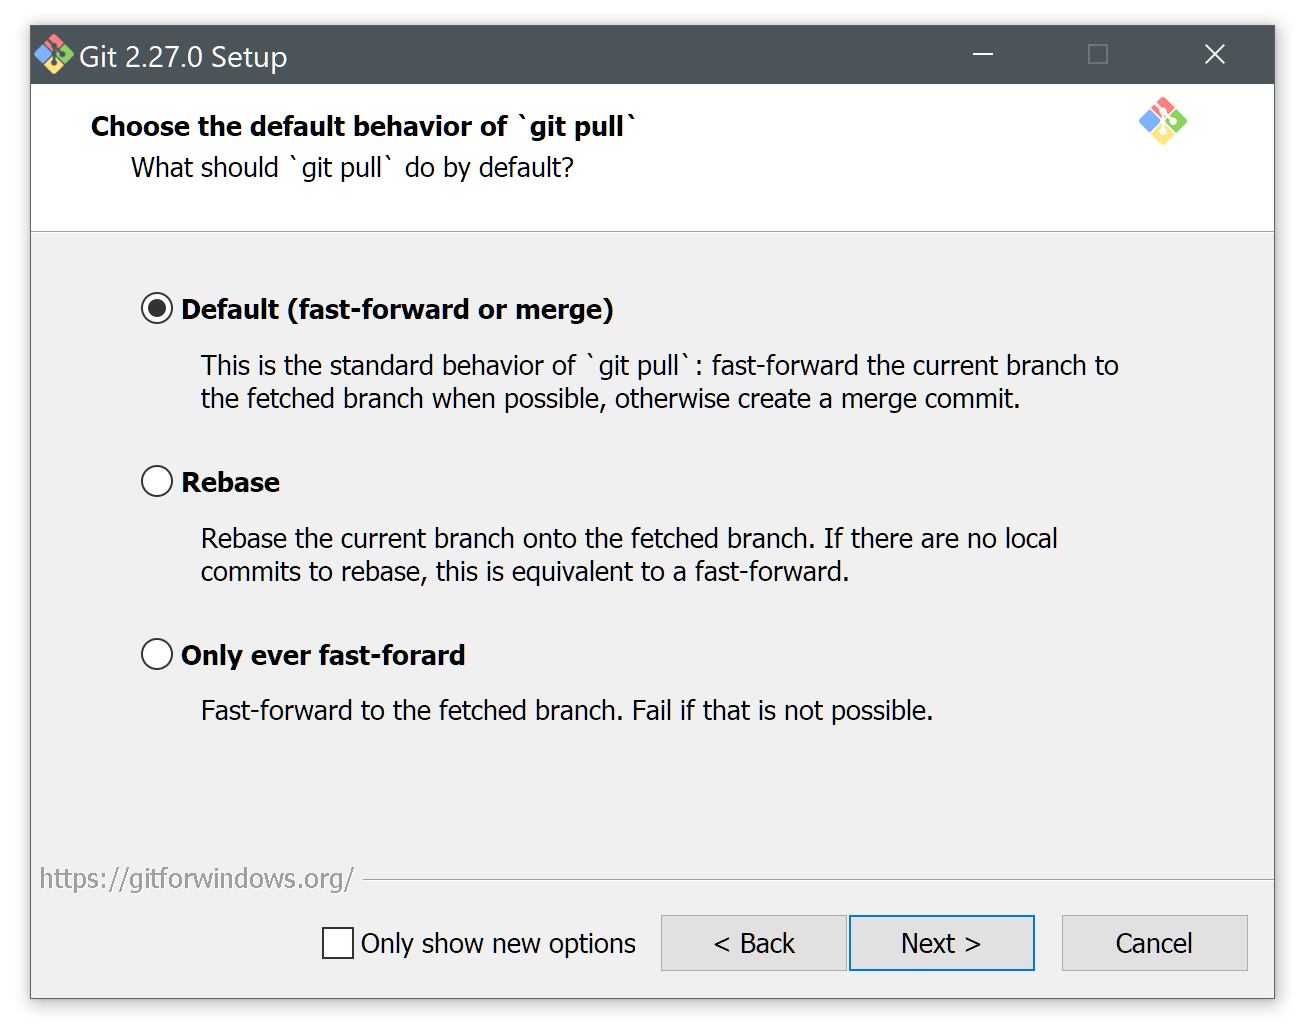 Git 2.27.0 Setup
Choose the default behavior of `git pull`
What should `git pull` do by default?
Default (fast-forward or merge)
This is the standard behavior of `git pull`: fast-forward the current branch to
the fetched branch when possible, otherwise create a merge commit.
Rebase
Rebase the current branch onto the fetched branch. If there are no local
commits to rebase, this is equivalent to a fast-forward.
Only ever fast-forard
Fast-forward to the fetched branch. Fail if that is not possible.
https://gitforwindows.org/
Only show new options < Back Next > Cancel